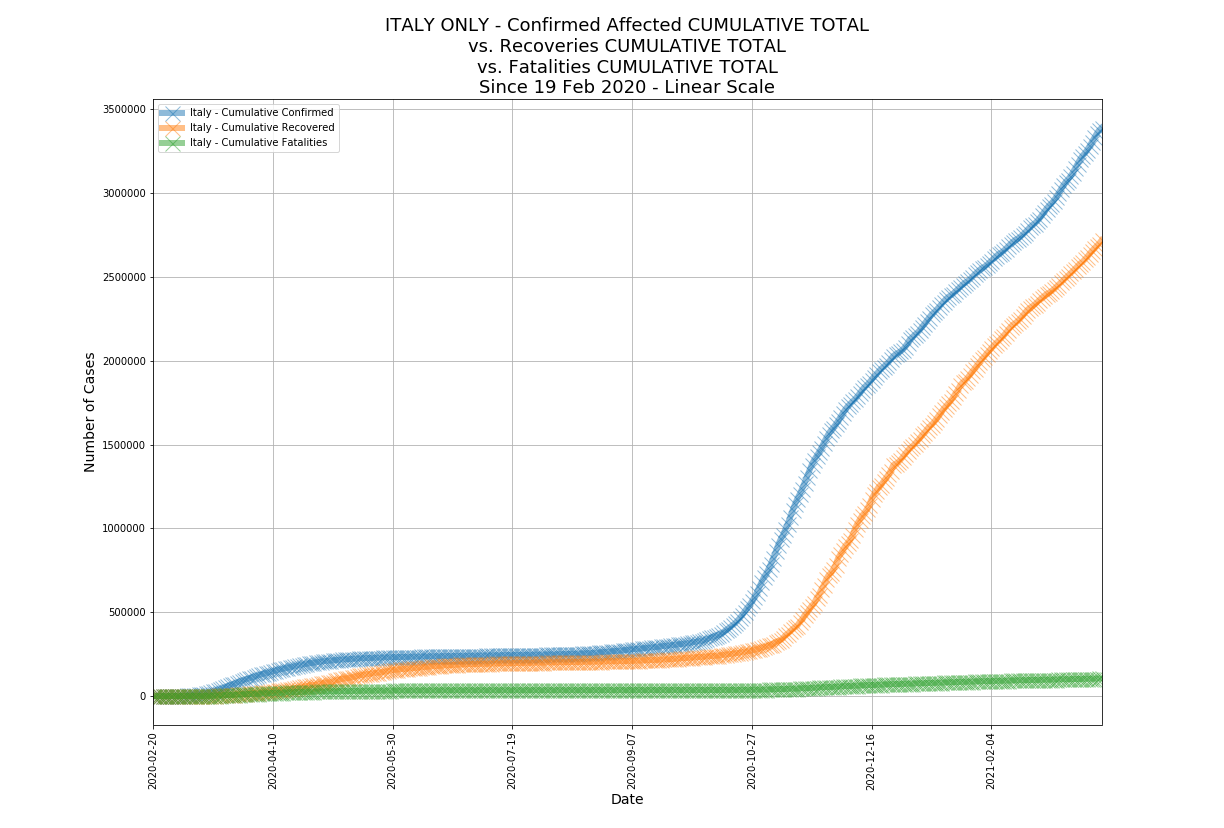 ITALY ONLY - Confirmed Affected CUMULATIVE TOTAL
vs. Recoveries CUMULATIVE TOTAL
vs. Fatalities CUMULATIVE TOTAL
Since 19 Feb 2020 - Linear Scale
Italy - Cumulative Confirmed
Italy - Cumulative Recovered
Italy - Cumulative Fatalities
3500000
3000000
2500000
2000000
1500000
1000000
500000
0
Number of Cases
2020-02-20
2020-04-10
2020-05-30
2020-07-19
2020-09-07
2020-10-27
2020-12-16
2021-02-04
Date